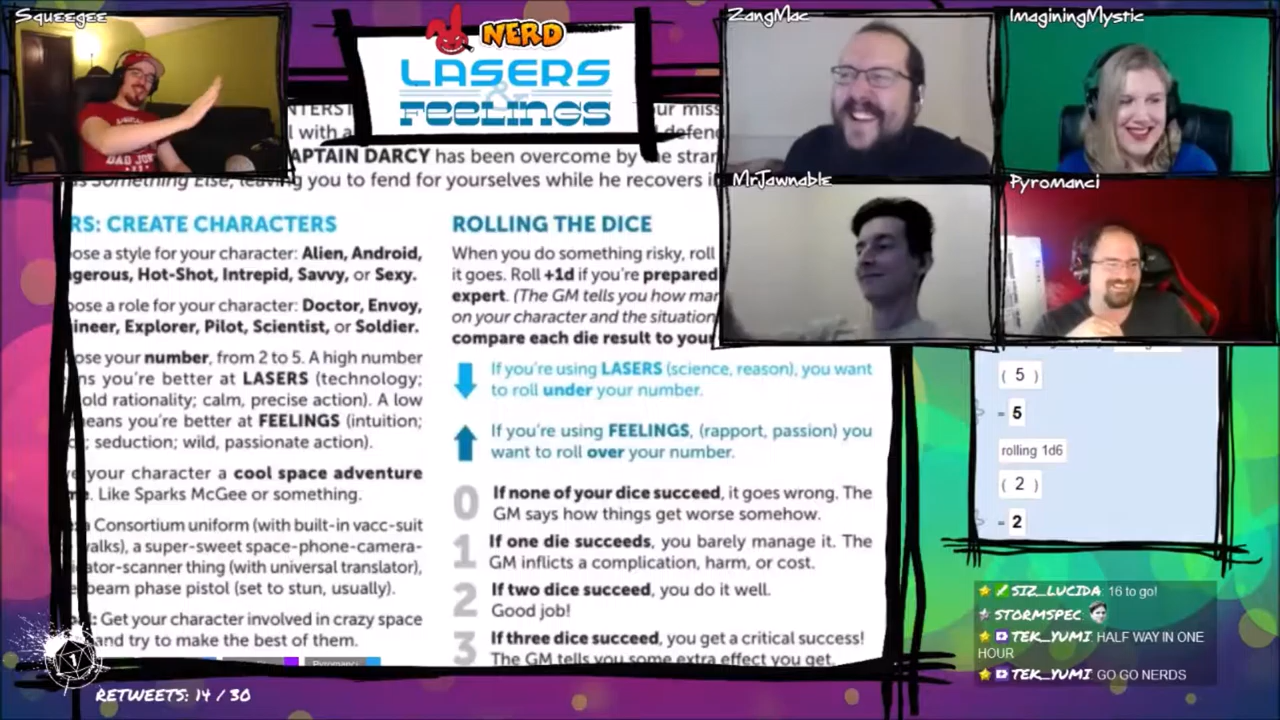 Squeegee
NERD
LASERS
&
FEELINGS
ZangMac
ImaginingMystic
MrJawnable
Pyromanci
DAD JOK
ur miss
l with a
defend
APTAIN DARCY has been overcome by the stran
as Something Else, leaving you to fend for yourselves while he recovers i
RS: CREATE CHARACTERS
ose a style for your character: Alien, Android,
gerous, Hot-Shot, Intrepid, Savvy, or Sexy.
ose a role for your character: Doctor, Envoy,
ineer, Explorer, Pilot, Scientist, or Soldier.
ose your number, from 2 to 5. A high number
ns you're better at LASERS (technology;
old rationality; calm, precise action). A low
eans you're better at FEELINGS (intuition;
; seduction; wild, passionate action).
e your character a cool space adventure
me. Like Sparks McGee or something.
a Consortium uniform (with built-in vacc-suit
walks), a super-sweet space-phone-camera-
cator-scanner thing (with universal translator),
beam phase pistol (set to stun, usually).
l: Get your character involved in crazy space
and try to make the best of them.
Pyromanci
ROLLING THE DICE
When you do something risky, roll
it goes. Roll +1d if you're prepared
expert. (The GM tells you how man
on your character and the situation
compare each die result to your
If you're using LASERS (science, reason), you want
to roll under your number.
If you're using FEELINGS, (rapport, passion) you
want to roll over your number.
0 If none of your dice succeed, it goes wrong. The
GM says how things get worse somehow.
1 If one die succeeds, you barely manage it. The
GM inflicts a complication, harm, or cost.
2 If two dice succeed, you do it well.
Good job!
3 If three dice succeed, you get a critical success!
The GM tells you some extra effect you get.
( 5 )
= 5
rolling 1d6
( 2 )
= 2
SIZ_LUCIDA 16 to go!
STORMSPEC
TEK_YUMI HALF WAY IN ONE
HOUR
TEK_YUMI GO GO NERDS
1
RETWEETS: 14 / 30